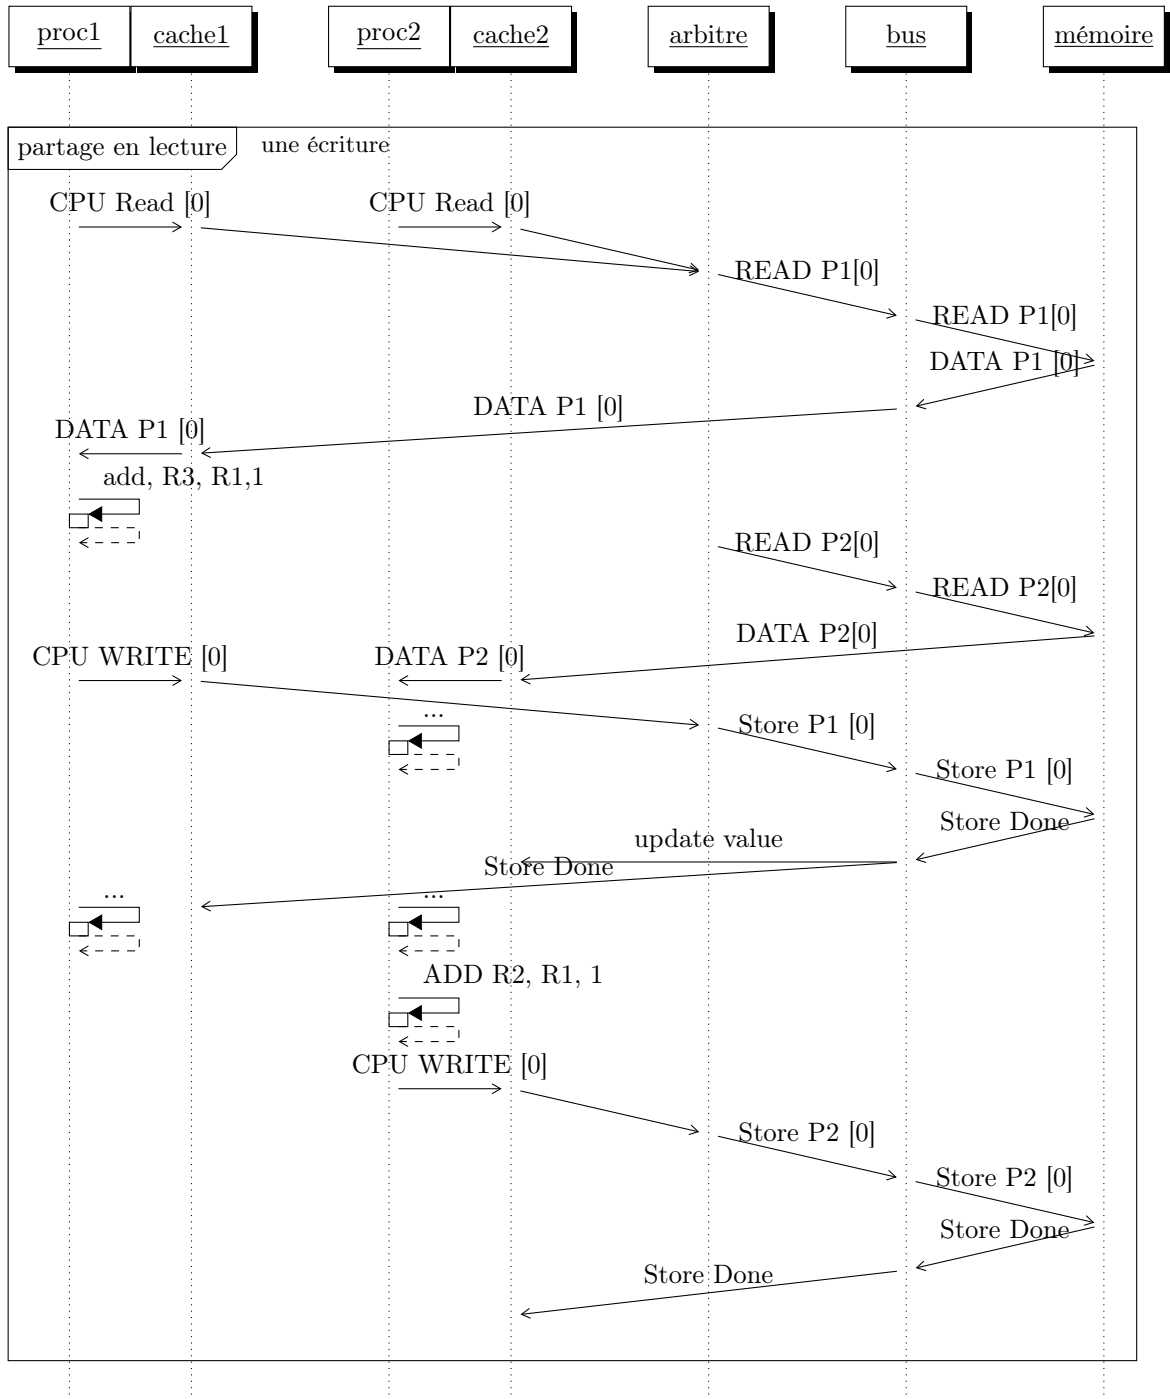 proc1 cache1 proc2 cache2 arbitre bus mémoire
partage en lecture une écriture
CPU Read [0] CPU Read [0]
READ P1[0]
READ P1[0]
DATA P1 [0]
DATA P1 [0]
DATA P1 [0]
add, R3, R1,1
READ P2[0]
READ P2[0]
DATA P2[0]
CPU WRITE [0] DATA P2 [0]
... Store P1 [0]
Store P1 [0]
Store Done
update value
Store Done
... ...
ADD R2, R1, 1
CPU WRITE [0]
Store P2 [0]
Store P2 [0]
Store Done
Store Done